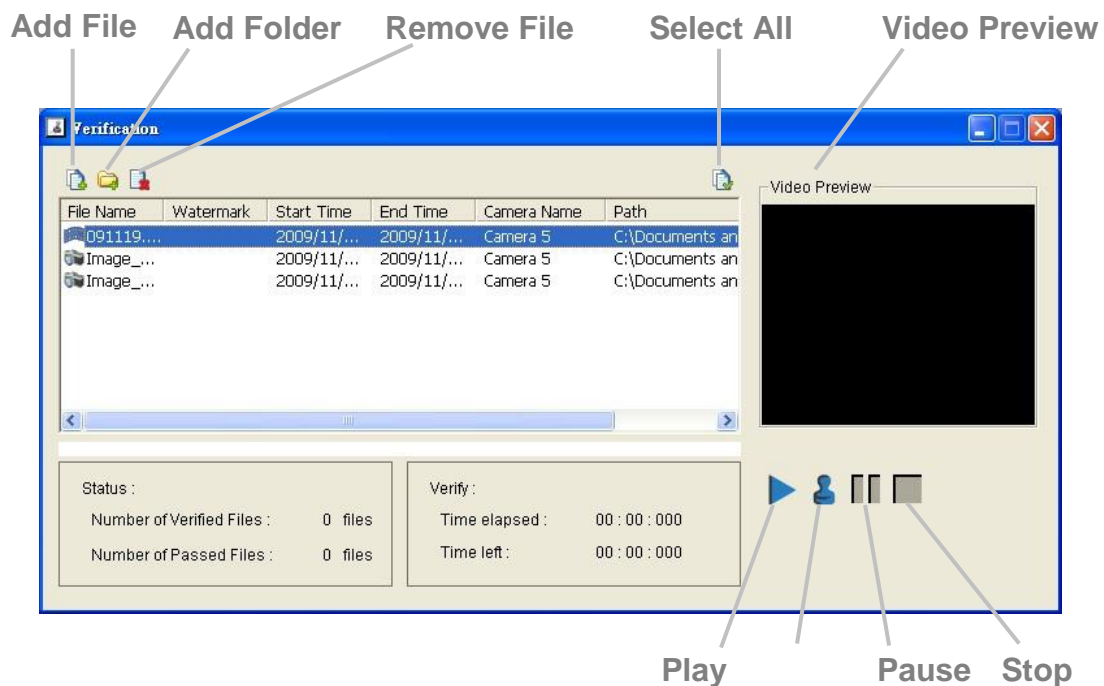 Add File Add Folder Remove File Select All Video Preview
Verification
Video Preview
File Name Watermark Start Time End Time Camera Name Path
091119.... 2009/11/... 2009/11/... Camera 5 C:\Documents an
Image_... 2009/11/... 2009/11/... Camera 5 C:\Documents an
Image_... 2009/11/... 2009/11/... Camera 5 C:\Documents an
Status :
Number of Verified Files : 0 files
Number of Passed Files : 0 files
Verify :
Time elapsed : 00 : 00 : 000
Time left : 00 : 00 : 000
Play Pause Stop